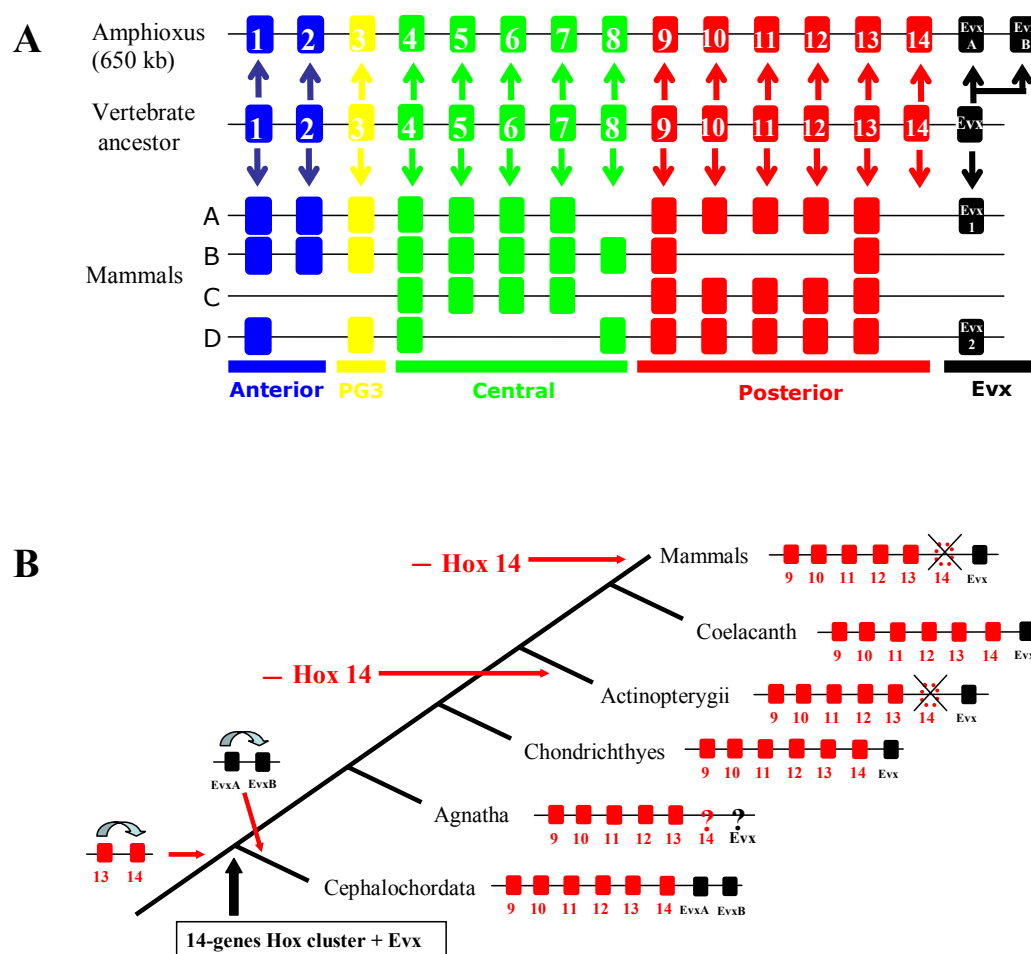 A
Amphioxus
(650 kb)
1 2 3 4 5 6 7 8 9 10 11 12 13 14 Evx A Evx B
Vertebrate
ancestor
1 2 3 4 5 6 7 8 9 10 11 12 13 14 Evx
Mammals
A Evx 1
B
C
D Evx 2
Anterior PG3 Central Posterior Evx
B
– Hox 14
Mammals
9 10 11 12 13 14 Evx
Coelacanth
9 10 11 12 13 14 Evx
– Hox 14
Actinopterygii
9 10 11 12 13 14 Evx
Chondrichthyes
9 10 11 12 13 14 Evx
EvxA EvxB
Agnatha
9 10 11 12 13 ? 14 ? Evx
13 14
Cephalochordata
9 10 11 12 13 14 EvxA EvxB
14-genes Hox cluster + Evx